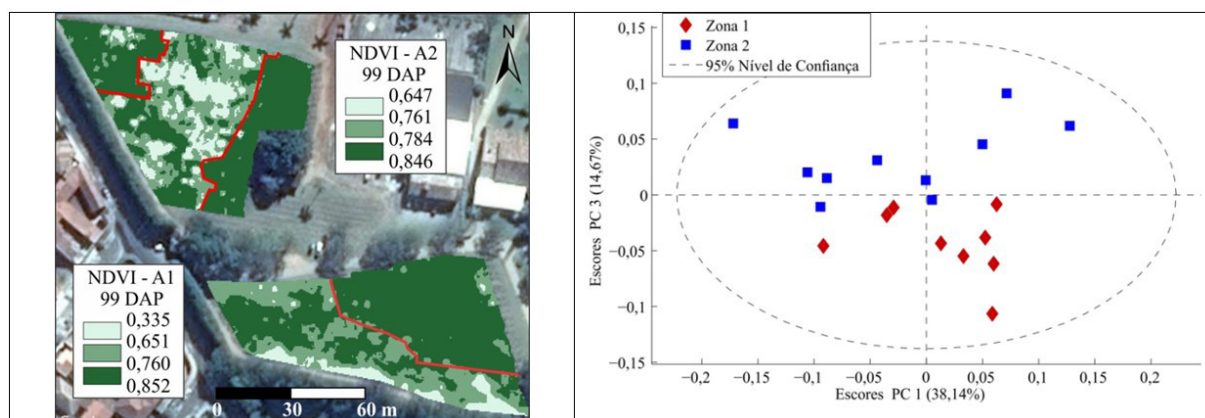 NDVI - A2
99 DAP
0,647
0,761
0,784
0,846
N
NDVI - A1
99 DAP
0,335
0,651
0,760
0,852
0 30 60 m
Zona 1
Zona 2
95% Nível de Confiança
0,15
0,1
0,05
0
−0,05
−0,1
−0,15
Escores PC 3 (14,67%)
−0,2 −0,15 −0,1 −0,05 0 0,05 0,1 0,15 0,2
Escores PC 1 (38,14%)